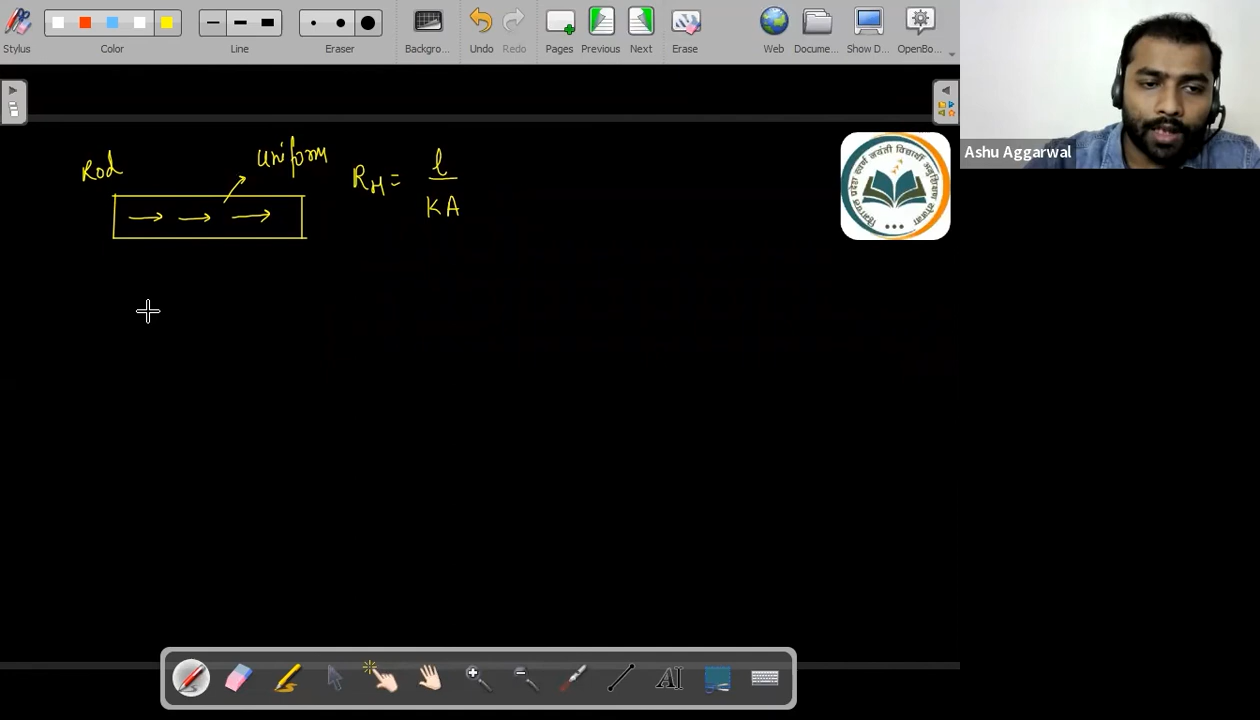 Stylus
Color
Line
Eraser
Backgro...
Undo
Redo
Pages
Previous
Next
Erase
Web
Docume...
Show D...
OpenBo...
Ashu Aggarwal
Rod
uniform
R_H = l / KA
AI